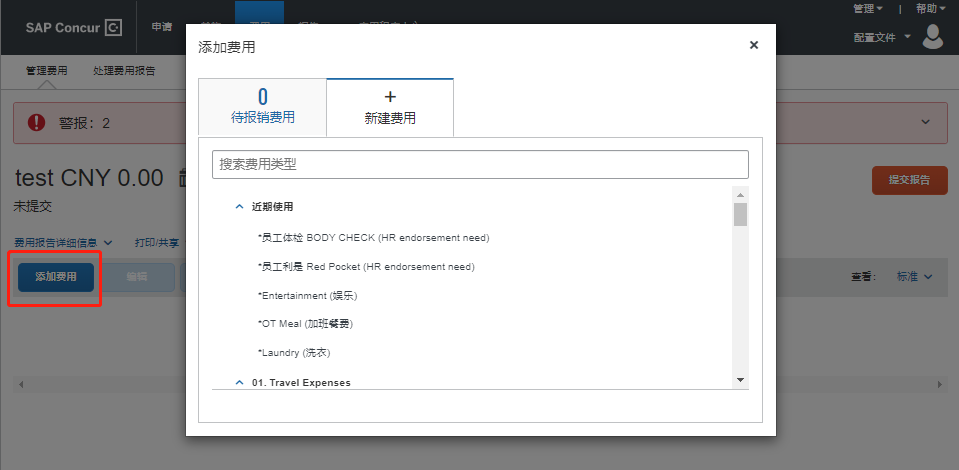 SAP Concur
申请
管理
|
帮助
配置文件
管理费用
处理费用报告
警报：2
test CNY 0.00
提交报告
未提交
费用报告详细信息
打印/共享
添加费用
编辑
查看：
标准
添加费用
×
0
待报销费用
+
新建费用
搜索费用类型
近期使用
*员工体检 BODY CHECK (HR endorsement need)
*员工利是 Red Pocket (HR endorsement need)
*Entertainment (娱乐)
*OT Meal (加班餐费)
*Laundry (洗衣)
01. Travel Expenses